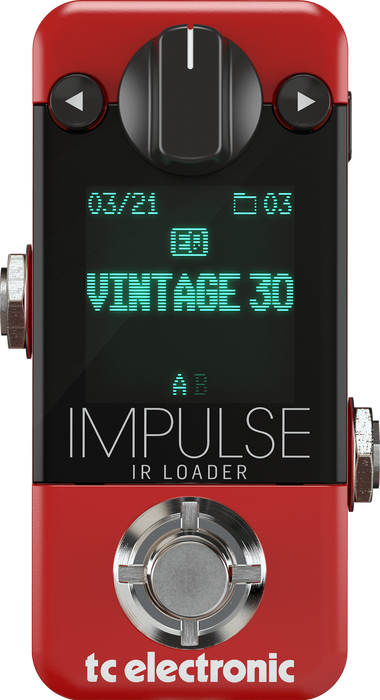 03/21 03
EQ
VINTAGE 30
A B
IMPULSE
IR LOADER
tc electronic